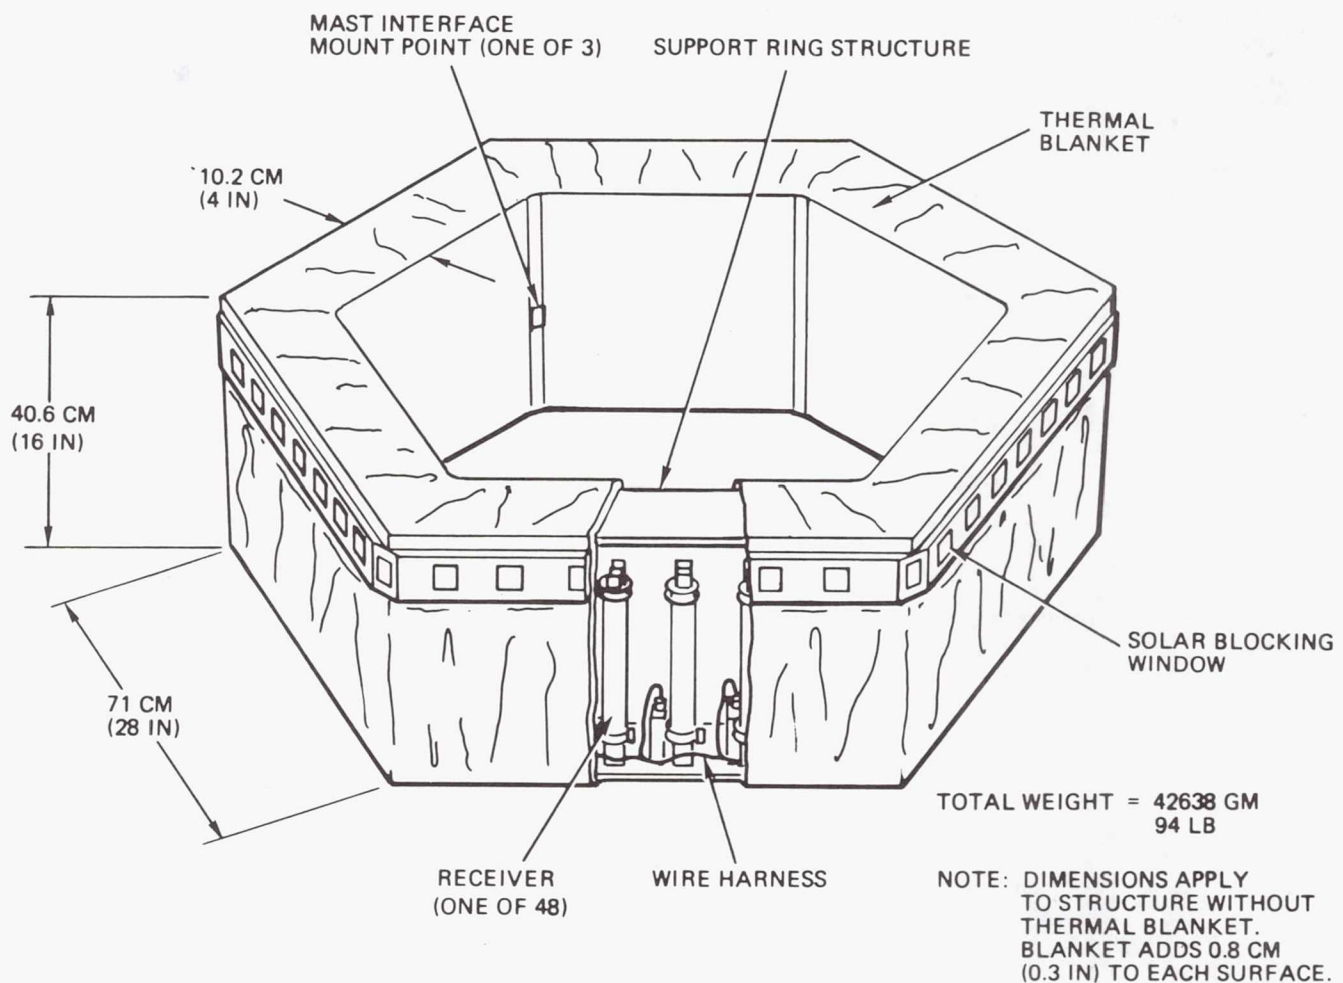 MAST INTERFACE
MOUNT POINT (ONE OF 3)
SUPPORT RING STRUCTURE
THERMAL
BLANKET
10.2 CM
(4 IN)
40.6 CM
(16 IN)
71 CM
(28 IN)
SOLAR BLOCKING
WINDOW
RECEIVER
(ONE OF 48)
WIRE HARNESS
TOTAL WEIGHT = 42638 GM
94 LB
NOTE: DIMENSIONS APPLY
TO STRUCTURE WITHOUT
THERMAL BLANKET.
BLANKET ADDS 0.8 CM
(0.3 IN) TO EACH SURFACE.